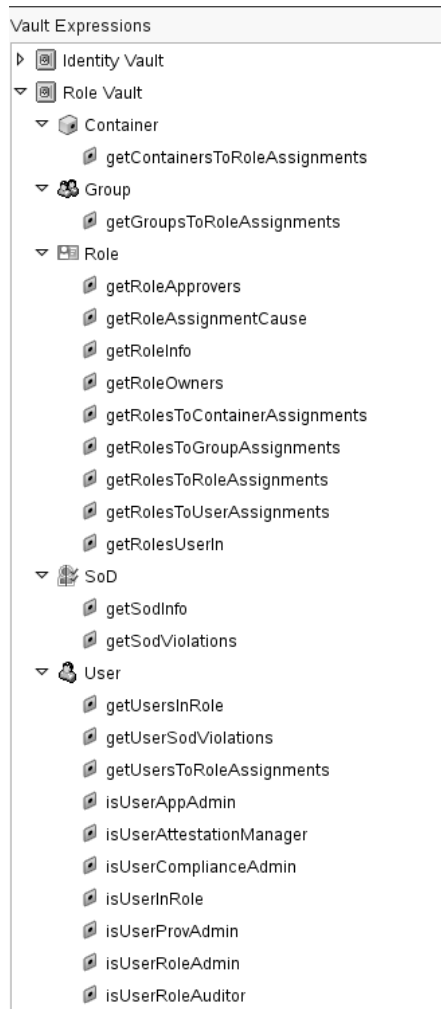 Vault Expressions
Identity Vault
Role Vault
Container
getContainersToRoleAssignments
Group
getGroupsToRoleAssignments
Role
getRoleApprovers
getRoleAssignmentCause
getRoleInfo
getRoleOwners
getRolesToContainerAssignments
getRolesToGroupAssignments
getRolesToRoleAssignments
getRolesToUserAssignments
getRolesUserIn
SoD
getSodInfo
getSodViolations
User
getUsersInRole
getUserSodViolations
getUsersToRoleAssignments
isUserAppAdmin
isUserAttestationManager
isUserComplianceAdmin
isUserInRole
isUserProvAdmin
isUserRoleAdmin
isUserRoleAuditor